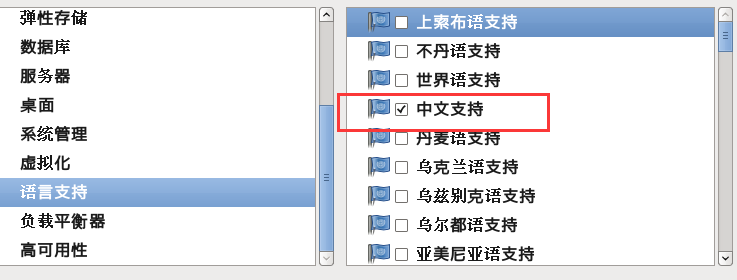 弹性存储
数据库
服务器
桌面
系统管理
虚拟化
语言支持
负载平衡器
高可用性
上索布语支持
不丹语支持
世界语支持
中文支持
丹麦语支持
乌克兰语支持
乌兹别克语支持
乌尔都语支持
亚美尼亚语支持